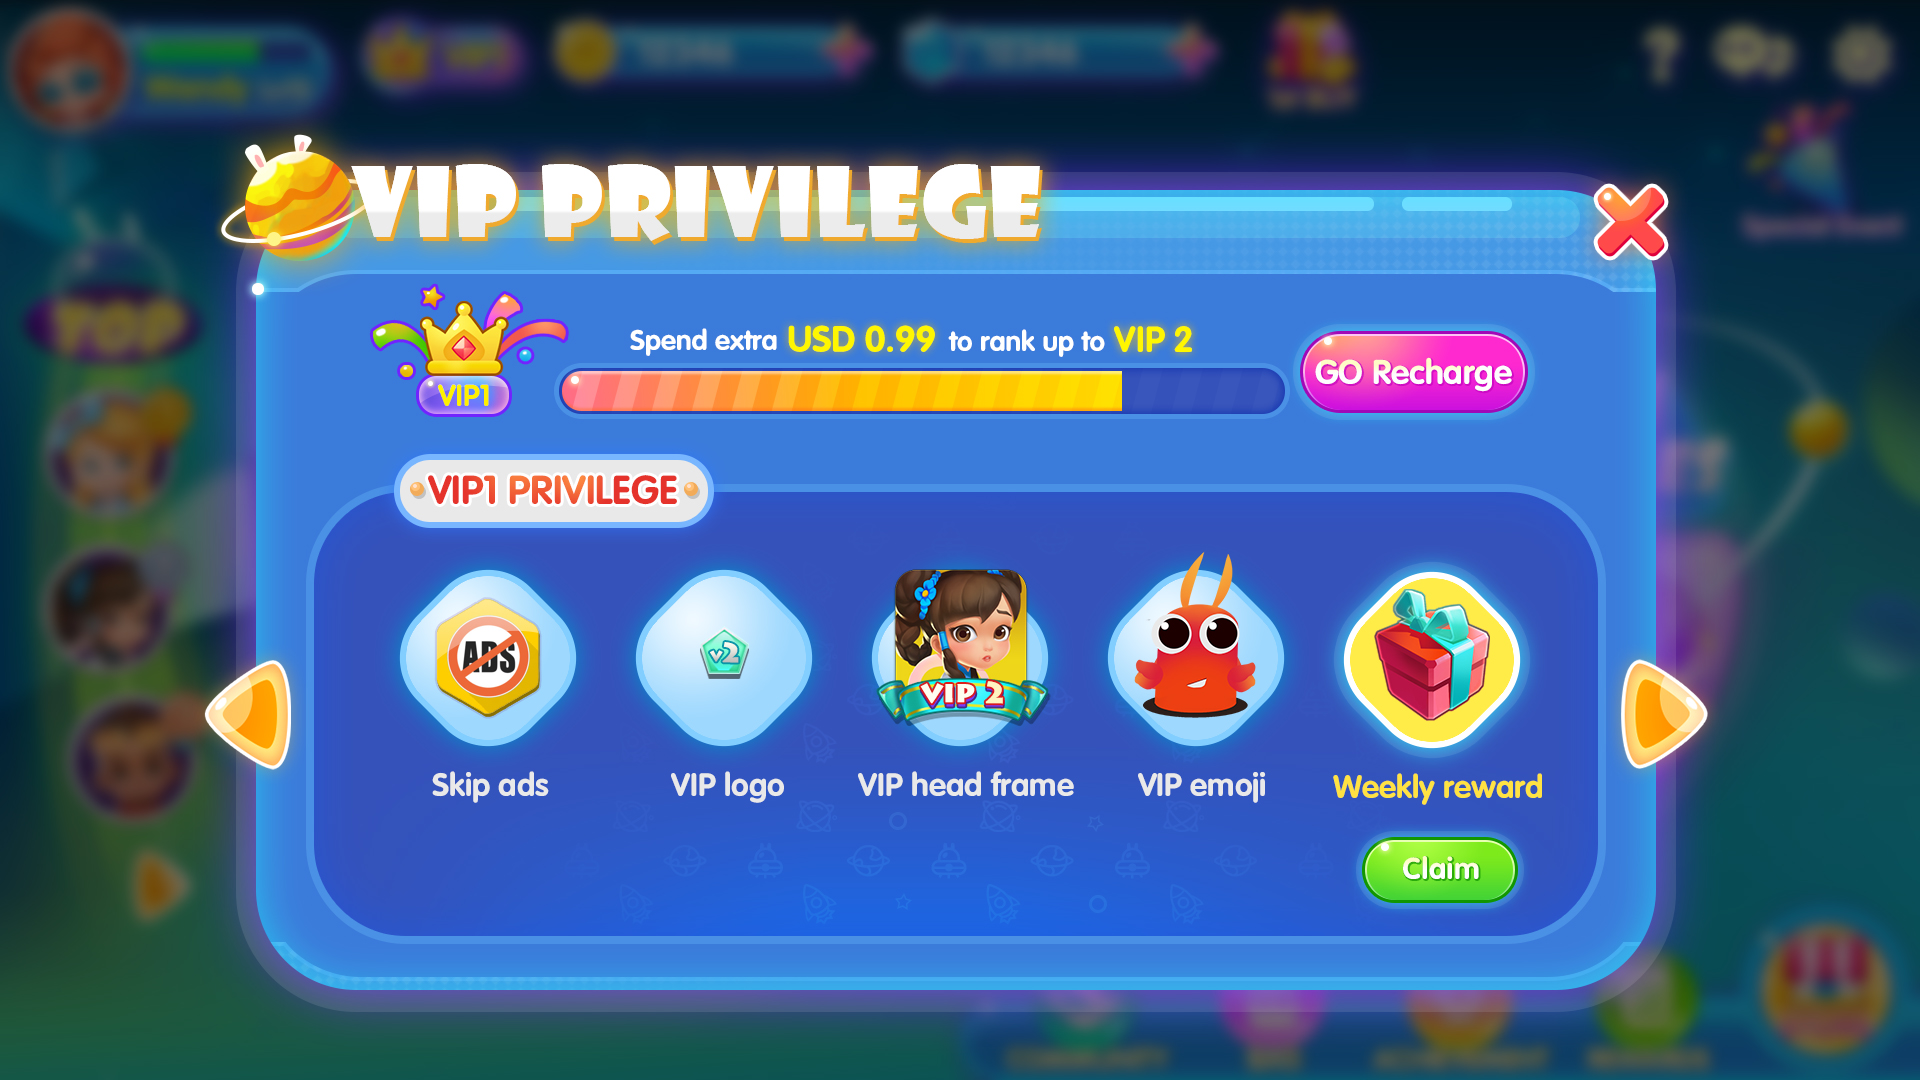 VIP PRIVILEGE
Spend extra USD 0.99 to rank up to VIP 2
VIP1
GO Recharge
VIP1 PRIVILEGE
ADS
V2
VIP 2
Skip ads
VIP logo
VIP head frame
VIP emoji
Weekly reward
Claim
TOP